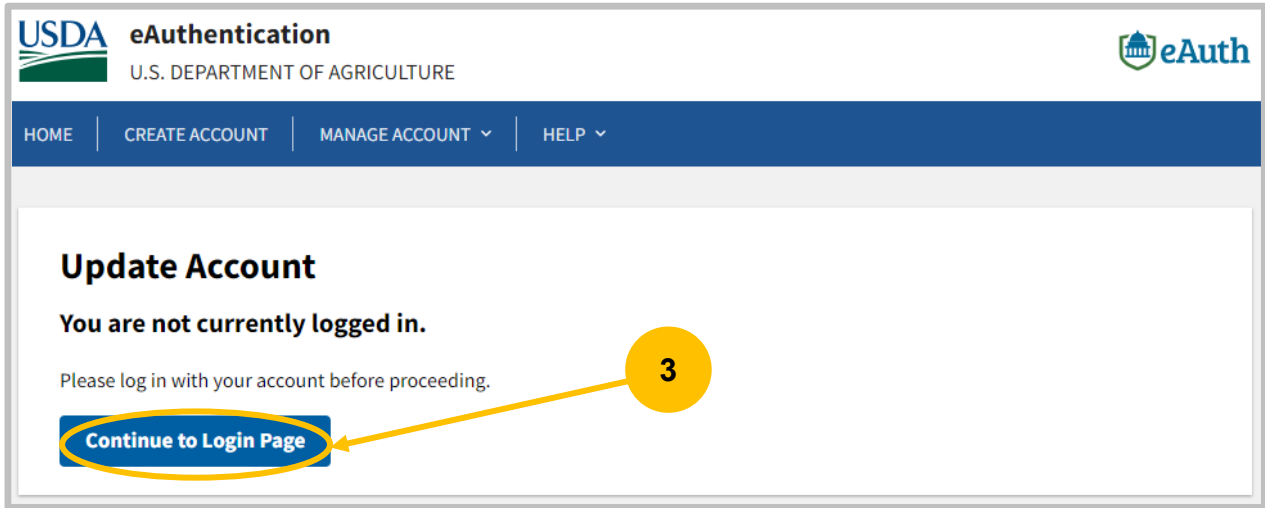 USDA
eAuthentication
U.S. DEPARTMENT OF AGRICULTURE
eAuth
HOME
CREATE ACCOUNT
MANAGE ACCOUNT
HELP
Update Account
You are not currently logged in.
Please log in with your account before proceeding.
3
Continue to Login Page